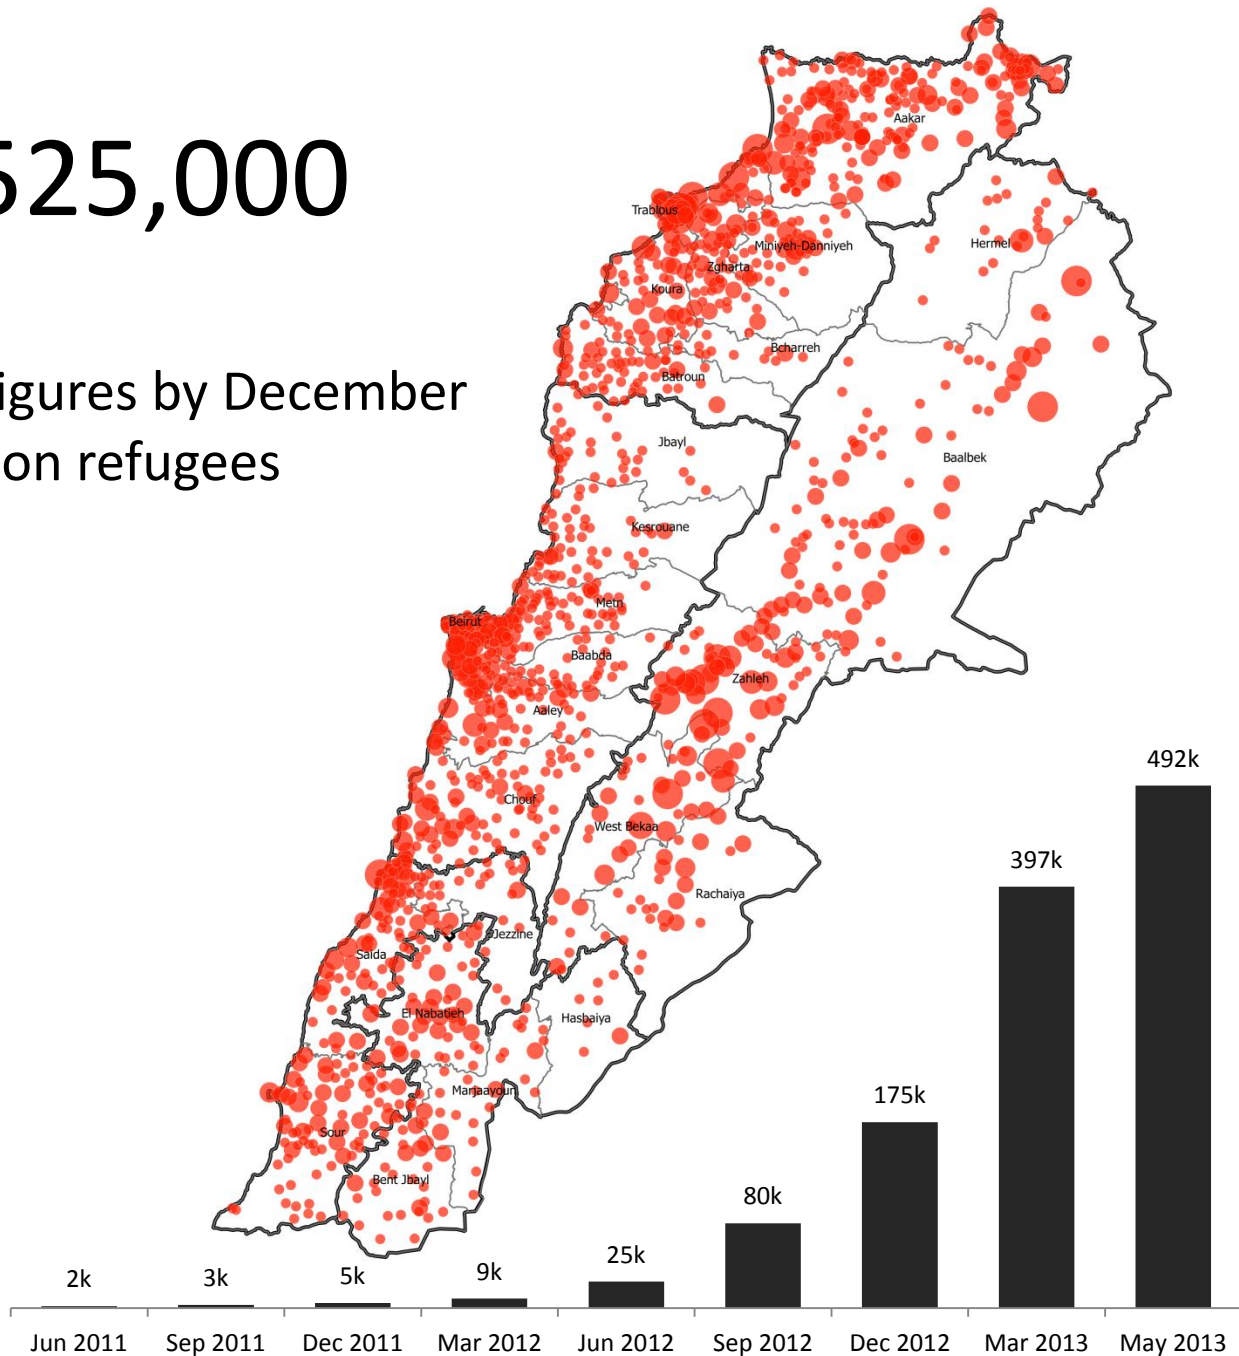 525,000
igures by December
on refugees
Aakar
Trablous
Miniyeh-Danniyeh
Hermel
Zgharta
Koura
Bcharreh
Batroun
Jbayl
Baalbek
Kesrouane
Metn
Beirut
Baabda
Zahleh
Aaley
Chouf
West Bekaa
Rachaiya
Jezzine
Saida
El Nabatieh
Hasbaiya
Marjaayoun
Sour
Bent Jbayl
2k
3k
5k
9k
25k
80k
175k
397k
492k
Jun 2011
Sep 2011
Dec 2011
Mar 2012
Jun 2012
Sep 2012
Dec 2012
Mar 2013
May 2013